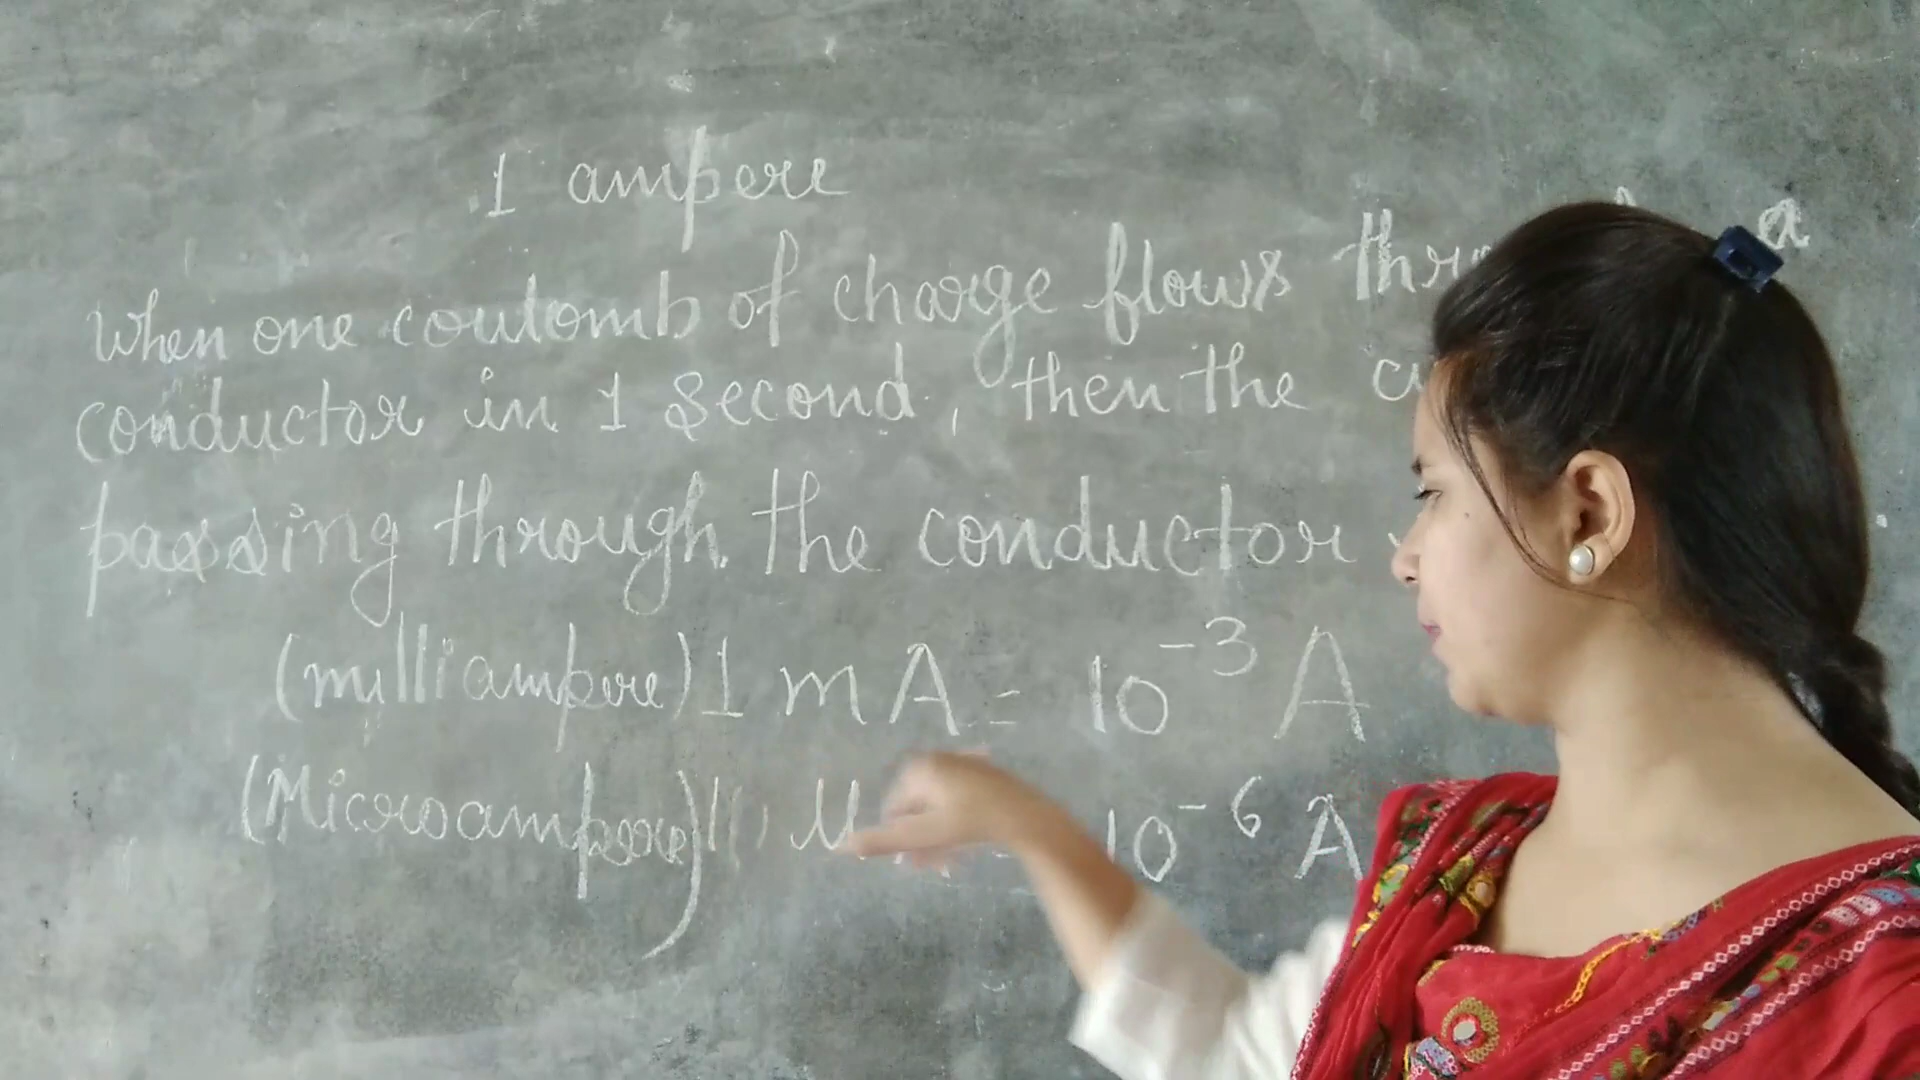 1 ampere
When one coulomb of charge flows a
conductor in 1 second, then the
passing through the conductor
(milliampere) 1 mA = 10⁻³ A
(Microampere) 1 10⁻⁶ A